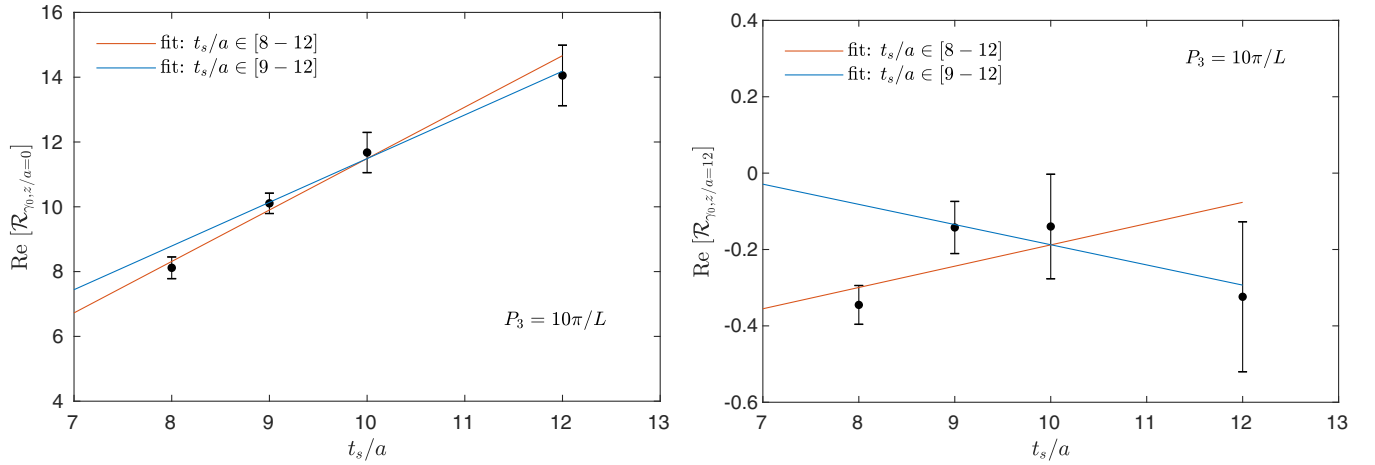 16
14
12
10
8
6
4
7 8 9 10 11 12 13
t_s/a
Re [R_{γ_0,z/a=0}]
fit: t_s/a ∈ [8 − 12]
fit: t_s/a ∈ [9 − 12]
P_3 = 10π/L
0.4
0.2
0
-0.2
-0.4
-0.6
7 8 9 10 11 12 13
t_s/a
Re [R_{γ_0,z/a=12}]
fit: t_s/a ∈ [8 − 12]
fit: t_s/a ∈ [9 − 12]
P_3 = 10π/L